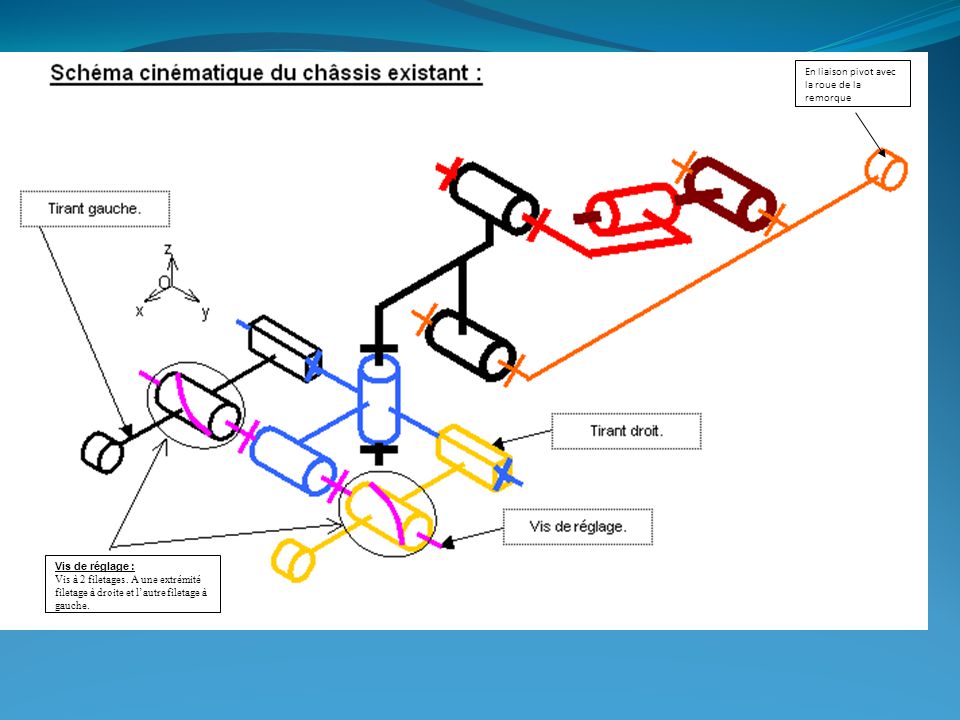 Schéma cinématique du châssis existant :
En liaison pivot avec
la roue de la
remorque
Tirant gauche.
z
O
x
y
Tirant droit.
Vis de réglage.
Vis de réglage :
Vis à 2 filetages. A une extrémité
filetage à droite et l’autre filetage à
gauche.